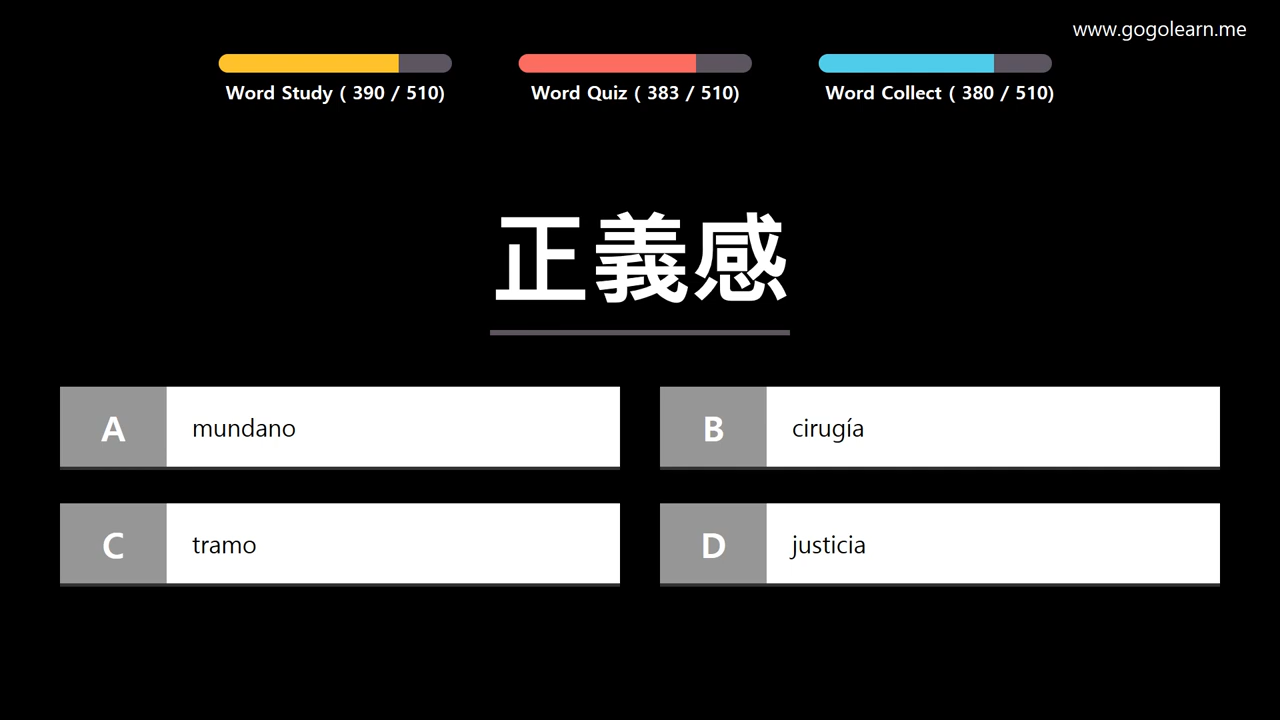 www.gogolearn.me
Word Study ( 390 / 510)
Word Quiz ( 383 / 510)
Word Collect ( 380 / 510)
正義感
A mundano
B cirugía
C tramo
D justicia